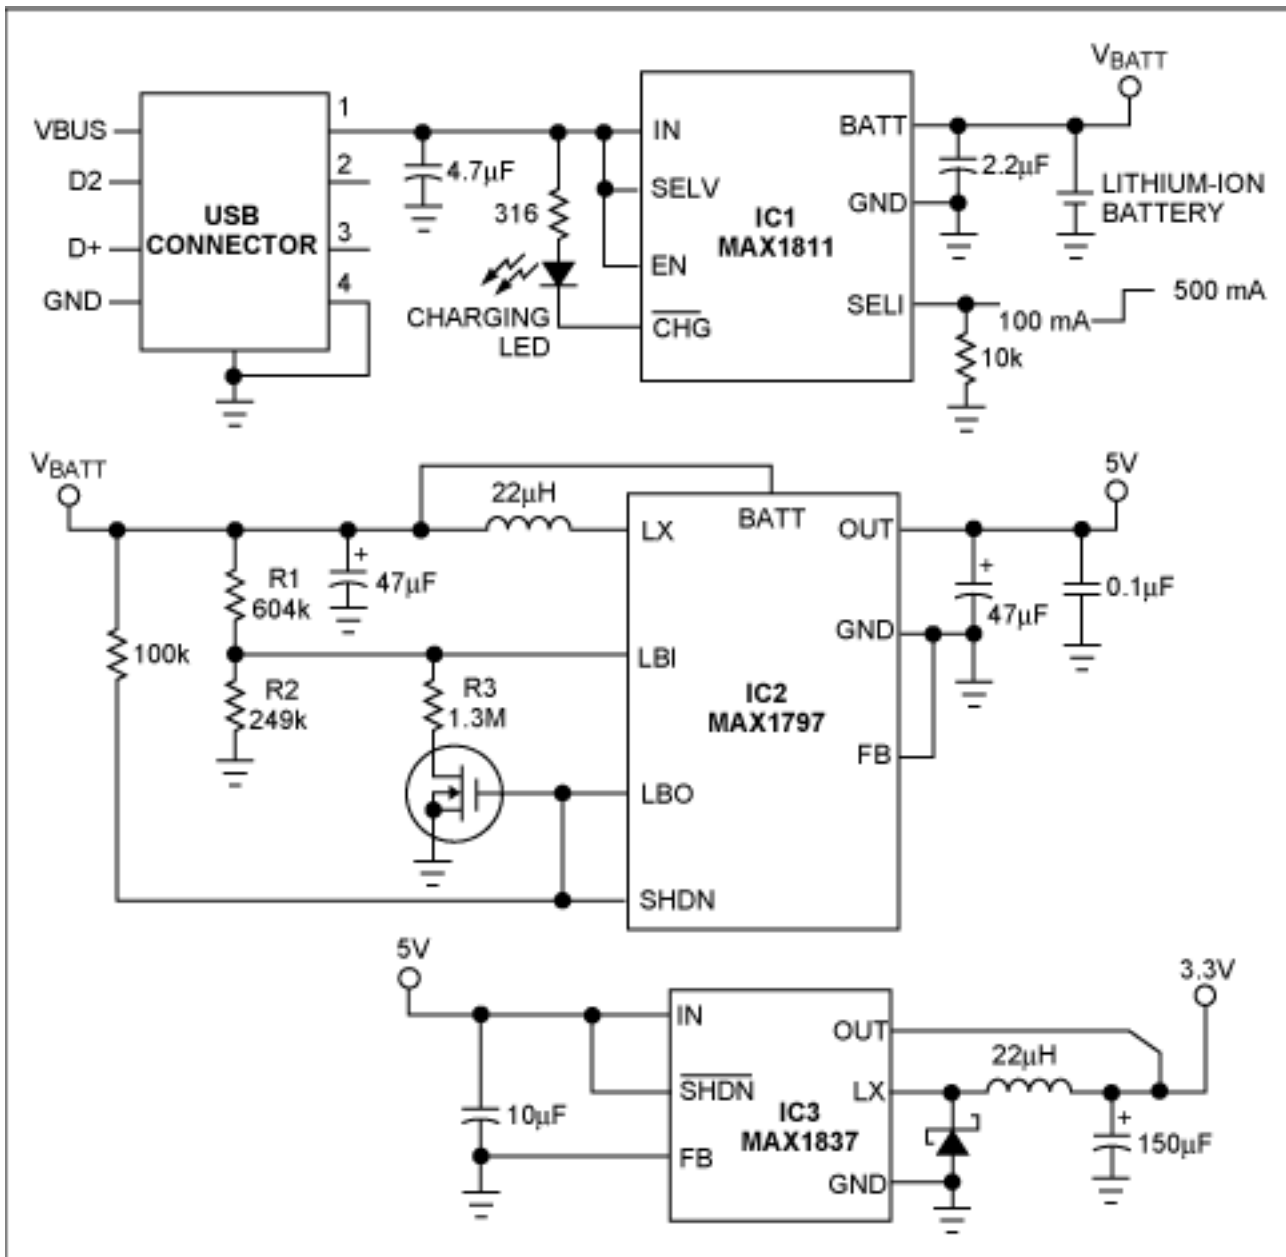 VBUS
D2
D+
GND
USB
CONNECTOR
1
2
3
4
4.7µF
316
CHARGING
LED
IN
SELV
EN
CHG
IC1
MAX1811
BATT
GND
SELI
VBATT
2.2µF
LITHIUM-ION
BATTERY
100 mA
500 mA
10k
VBATT
100k
R1
604k
R2
249k
47µF
22µH
R3
1.3M
LX
BATT
LBI
LBO
SHDN
IC2
MAX1797
OUT
GND
FB
5V
47µF
0.1µF
5V
10µF
IN
SHDN
FB
IC3
MAX1837
OUT
LX
GND
22µH
3.3V
150µF